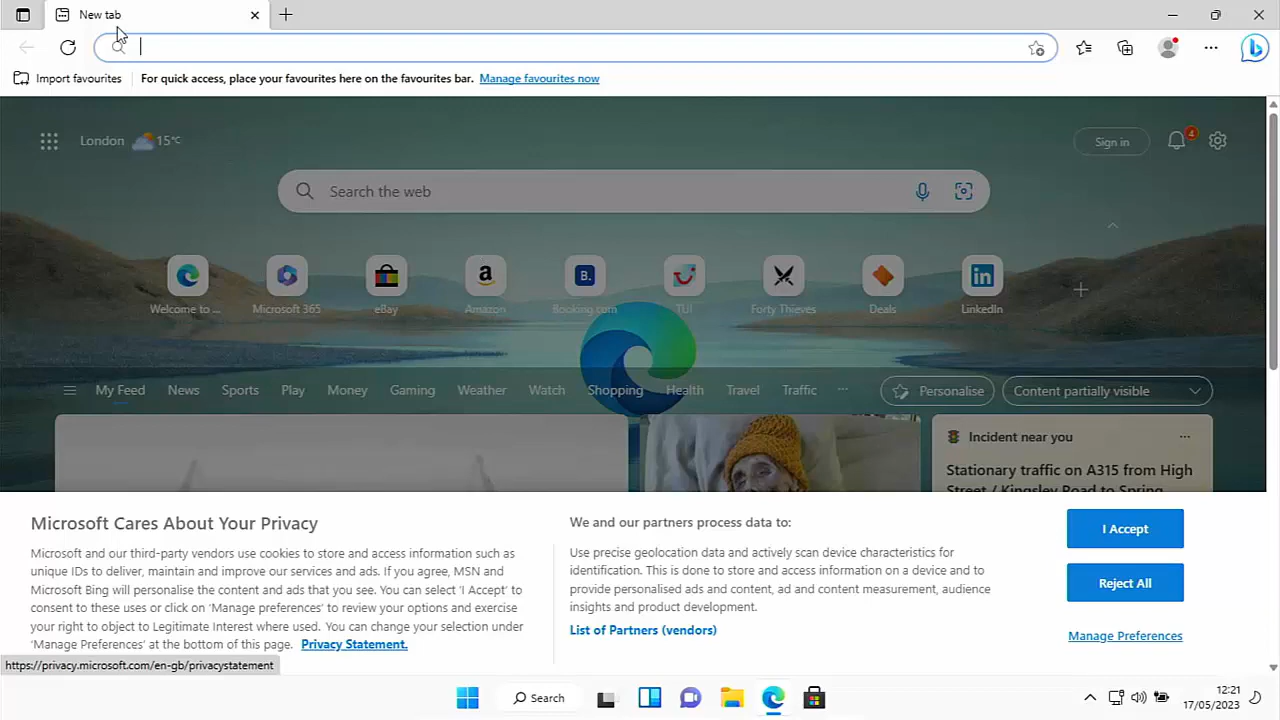 New tab
Import favourites
For quick access, place your favourites here on the favourites bar. Manage favourites now
London 15°C
Sign in
4
Search the web
Welcome to ...
Microsoft 365
eBay
Amazon
Booking.com
TUI
Forty Thieves
Deals
LinkedIn
My Feed
News
Sports
Play
Money
Gaming
Weather
Watch
Shopping
Health
Travel
Traffic
Personalise
Content partially visible
Incident near you
Stationary traffic on A315 from High
Street / Kingsley Road to Spring
Microsoft Cares About Your Privacy
Microsoft and our third-party vendors use cookies to store and access information such as
unique IDs to deliver, maintain and improve our services and ads. If you agree, MSN and
Microsoft Bing will personalise the content and ads that you see. You can select 'I Accept' to
consent to these uses or click on 'Manage preferences' to review your options and exercise
your right to object to Legitimate Interest where used. You can change your selection under
'Manage Preferences' at the bottom of this page. Privacy Statement.
We and our partners process data to:
Use precise geolocation data and actively scan device characteristics for
identification. This is done to store and access information on a device and to
provide personalised ads and content, ad and content measurement, audience
insights and product development.
List of Partners (vendors)
I Accept
Reject All
Manage Preferences
https://privacy.microsoft.com/en-gb/privacystatement
Search
12:21
17/05/2023